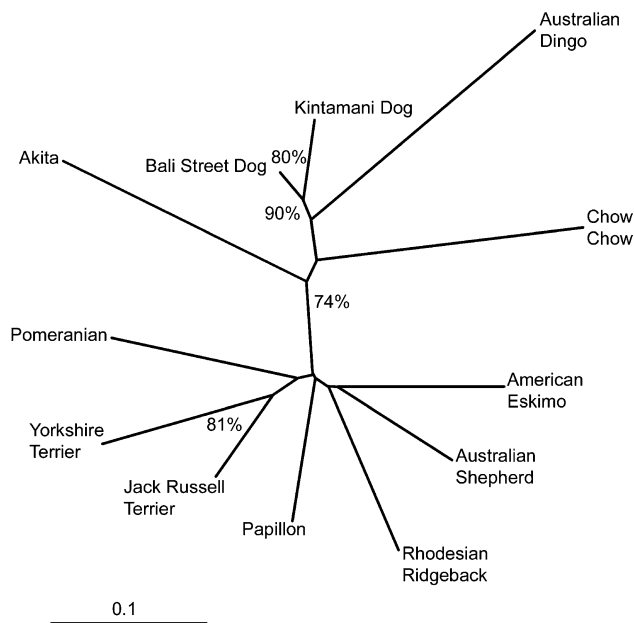 Australian
Dingo
Kintamani Dog
80%
Akita
Bali Street Dog
90%
Chow
Chow
74%
Pomeranian
American
Eskimo
81%
Yorkshire
Terrier
Australian
Shepherd
Jack Russell
Terrier
Papillon
Rhodesian
Ridgeback
0.1